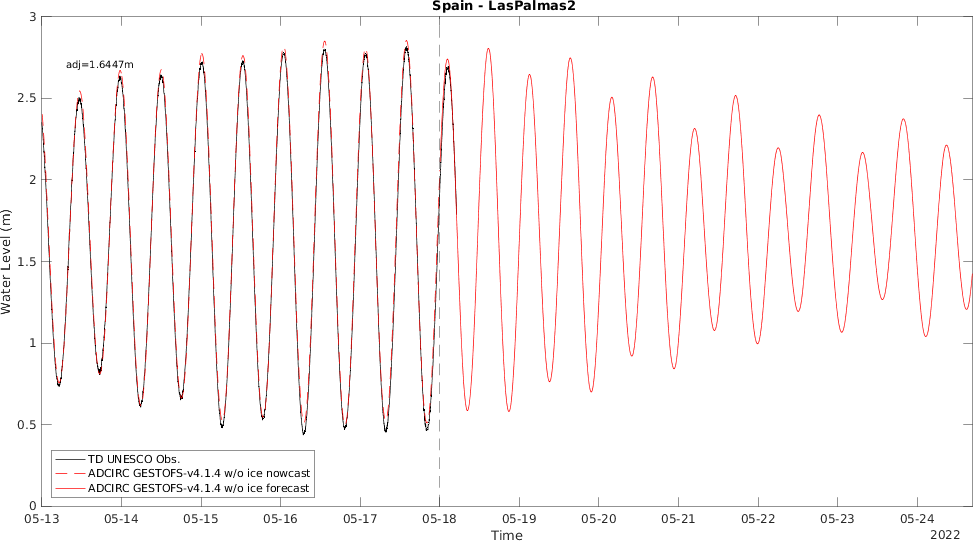 Spain - LasPalmas2
adj=1.6447m
3
2.5
2
1.5
1
0.5
0
Water Level (m)
TD UNESCO Obs.
ADCIRC GESTOFS-v4.1.4 w/o ice nowcast
ADCIRC GESTOFS-v4.1.4 w/o ice forecast
05-13 05-14 05-15 05-16 05-17 05-18 05-19 05-20 05-21 05-22 05-23 05-24
Time
2022